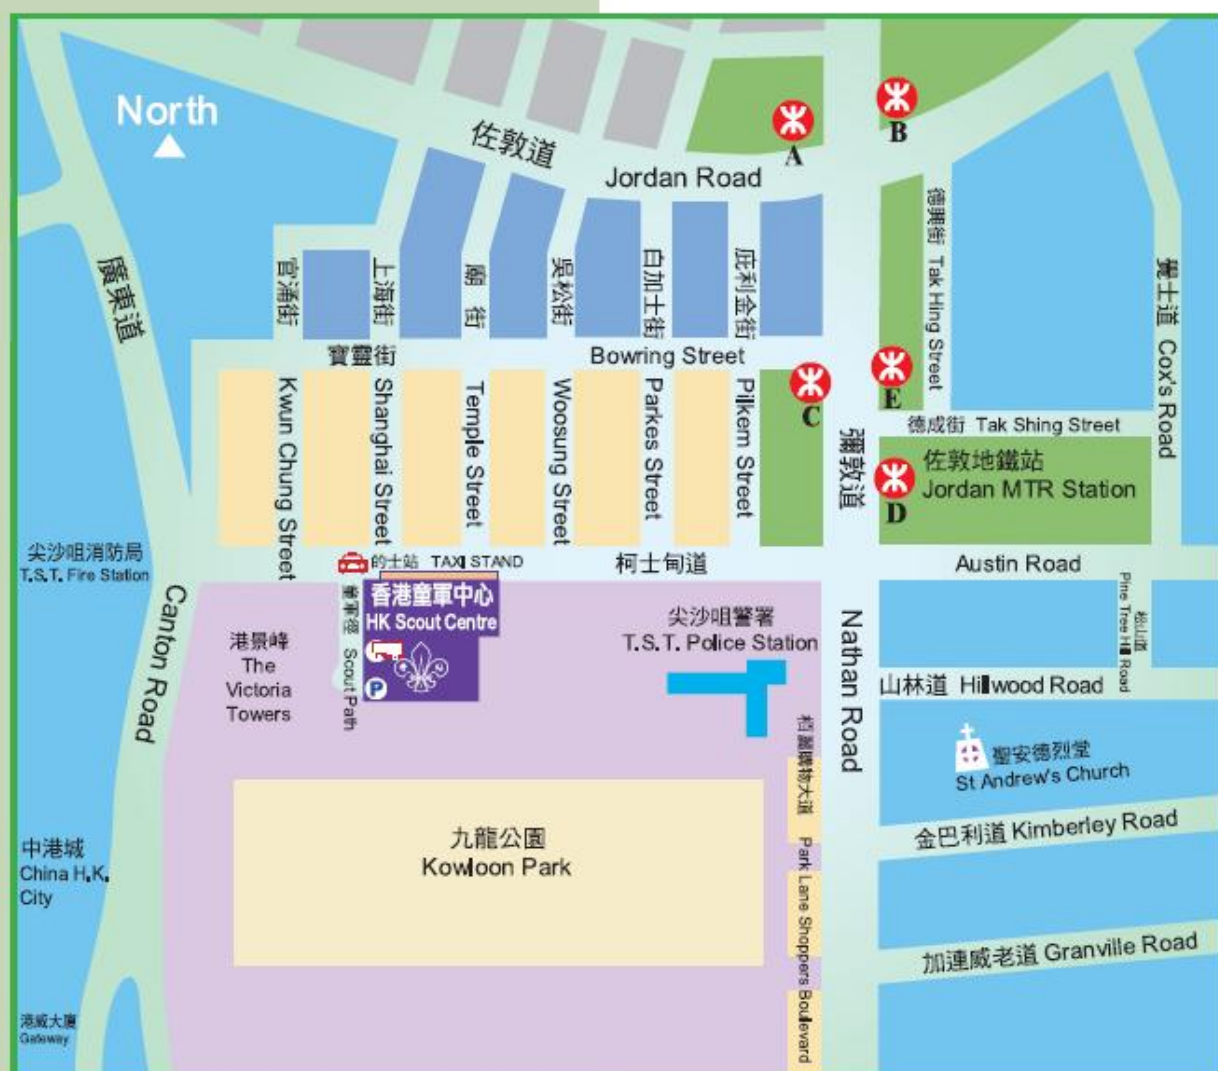 North
佐敦道
Jordan Road
A
B
廣東道
官涌街
上海街
廟街
吳松街
白加士街
庇利金街
德興街 Tak Hing Street
覺士道 Cox's Road
寶靈街
Bowring Street
Kwun Chung Street
Shanghai Street
Temple Street
Woosung Street
Parkes Street
Pilkem Street
C
E
德成街 Tak Shing Street
彌敦道
佐敦地鐵站
Jordan MTR Station
D
尖沙咀消防局
T.S.T. Fire Station
的士站 TAXI STAND
柯士甸道
Austin Road
Canton Road
童軍徑 Scout Path
香港童軍中心
HK Scout Centre
P
港景峰
The
Victoria
Towers
尖沙咀警署
T.S.T. Police Station
Nathan Road
松山道
Pine Tree Hill Road
山林道 Hillwood Road
聖安德烈堂
St Andrew's Church
栢麗購物大道 Park Lane Shoppers Boulevard
九龍公園
Kowloon Park
金巴利道 Kimberley Road
中港城
China H.K.
City
加連威老道 Granville Road
港威大廈
Gateway